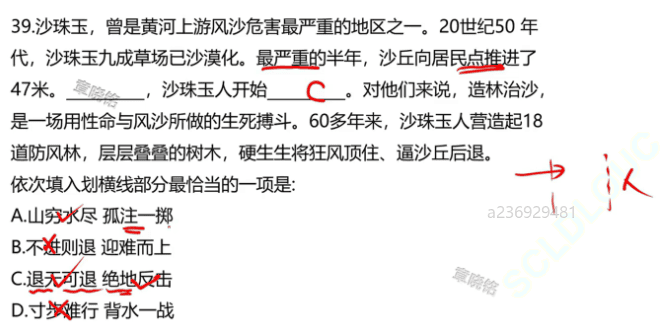 39.沙珠玉，曾是黄河上游风沙危害最严重的地区之一。20世纪50 年
代，沙珠玉九成草场已沙漠化。最严重的半年，沙丘向居民点推进了
47米。________，沙珠玉人开始___C___。对他们来说，造林治沙，
是一场用性命与风沙所做的生死搏斗。60多年来，沙珠玉人营造起18
道防风林，层层叠叠的树木，硬生生将狂风顶住、逼沙丘后退。
依次填入划横线部分最恰当的一项是:
A.山穷水尽 孤注一掷
a236929481
B.不进则退 迎难而上
C.退无可退 绝地反击
D.寸步难行 背水一战
章晓铭
章晓铭
SCLDLCHC